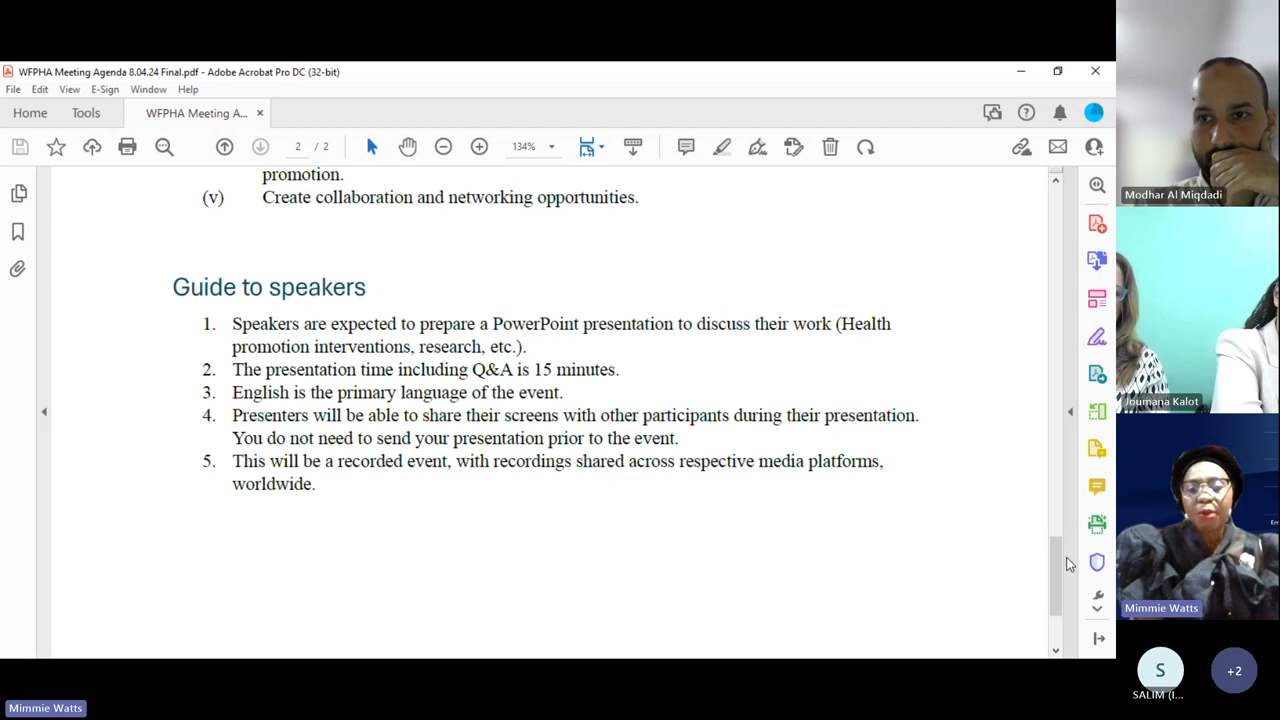 WFPHA Meeting Agenda 8.04.24 Final.pdf - Adobe Acrobat Pro DC (32-bit)
File Edit View E-Sign Window Help
Home Tools WFPHA Meeting A... ×
2 / 2 134%
promotion.
(v) Create collaboration and networking opportunities.
Guide to speakers
1. Speakers are expected to prepare a PowerPoint presentation to discuss their work (Health
promotion interventions, research, etc.).
2. The presentation time including Q&A is 15 minutes.
3. English is the primary language of the event.
4. Presenters will be able to share their screens with other participants during their presentation.
You do not need to send your presentation prior to the event.
5. This will be a recorded event, with recordings shared across respective media platforms,
worldwide.
Modhar Al Miqdadi
Joumana Kalot
Mimmie Watts
S
+2
SALIM (I...
Mimmie Watts